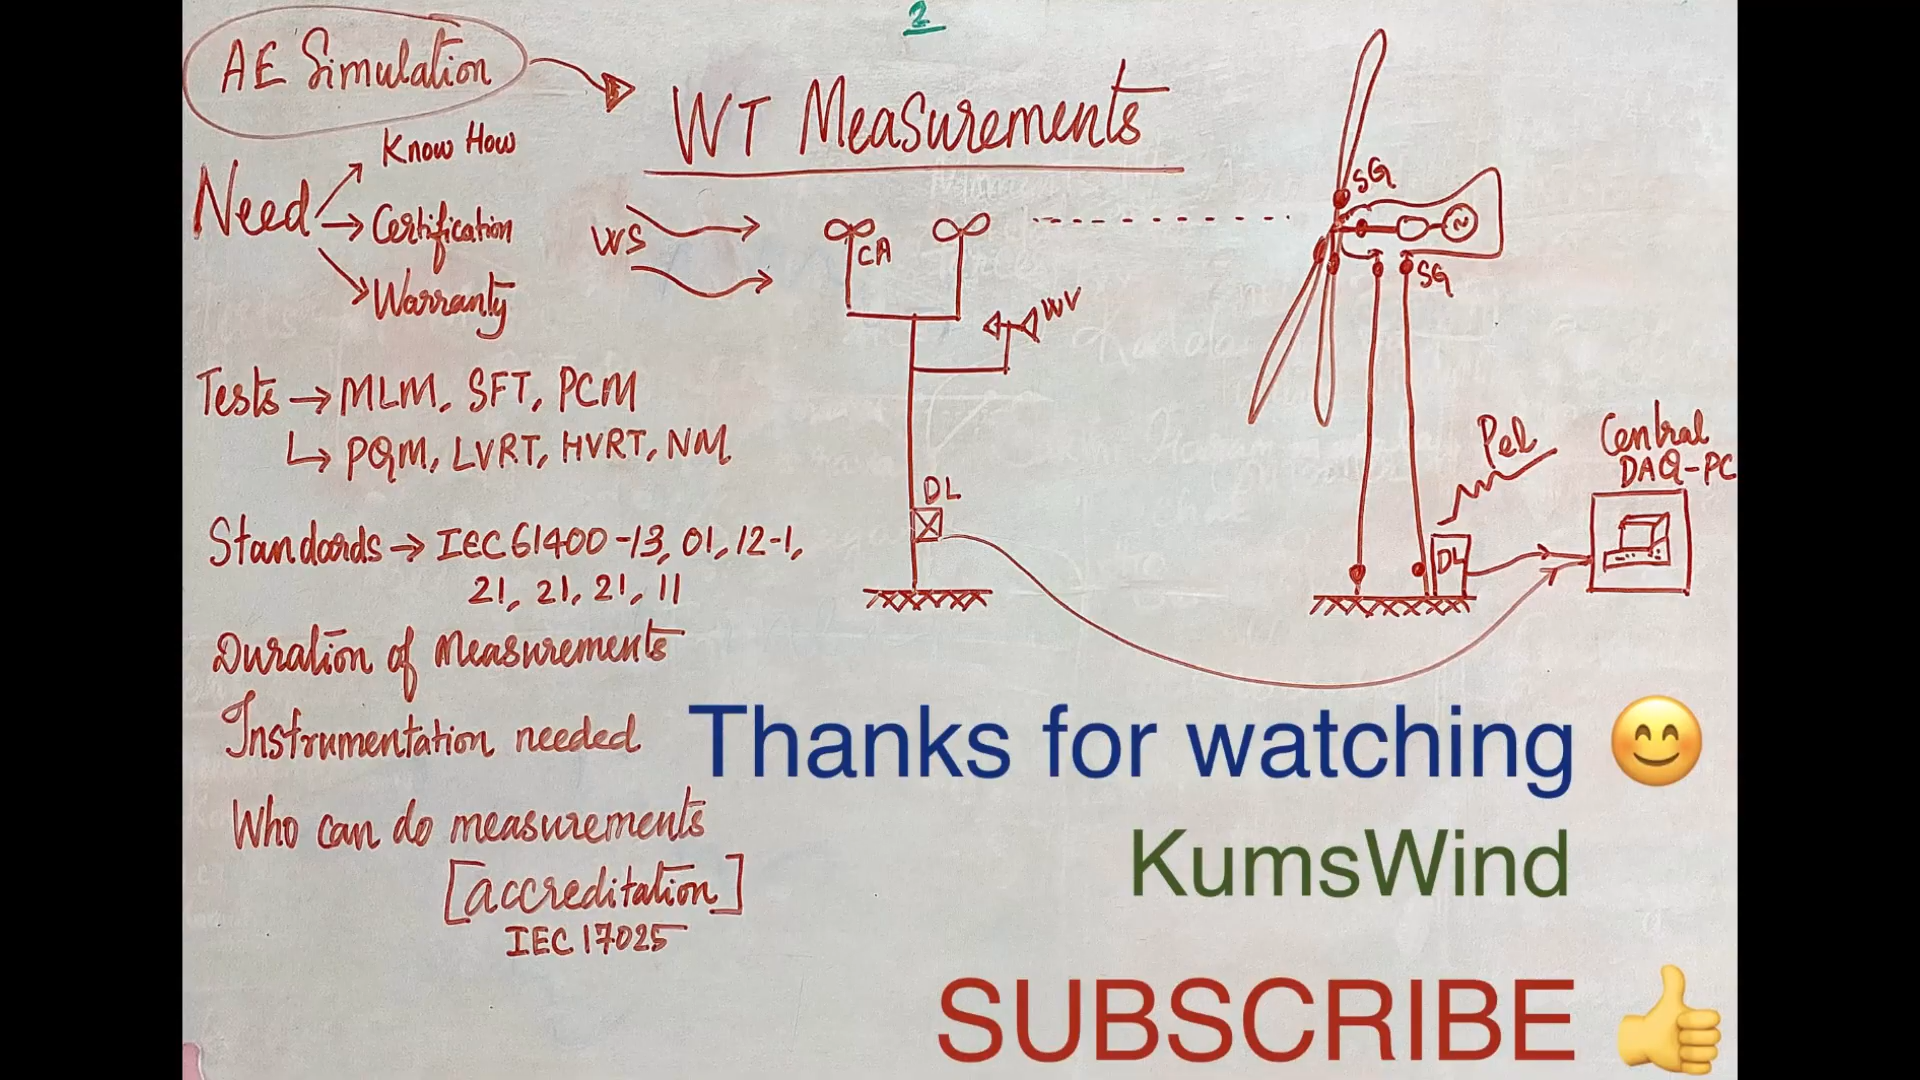 2
AE Simulation
WT Measurements
Need
Know How
Certification
Warranty
WS
CA
WV
SG
SG
Tests → MLM, SFT, PCM
↳ PQM, LVRT, HVRT, NM
DL
Pel
Central
DAQ-PC
DL
Standards → IEC 61400-13, 01, 12-1,
21, 21, 21, 11
Duration of measurements
Instrumentation needed
Thanks for watching 😊
Who can do measurements
KumsWind
[accreditation]
IEC 17025
SUBSCRIBE 👍